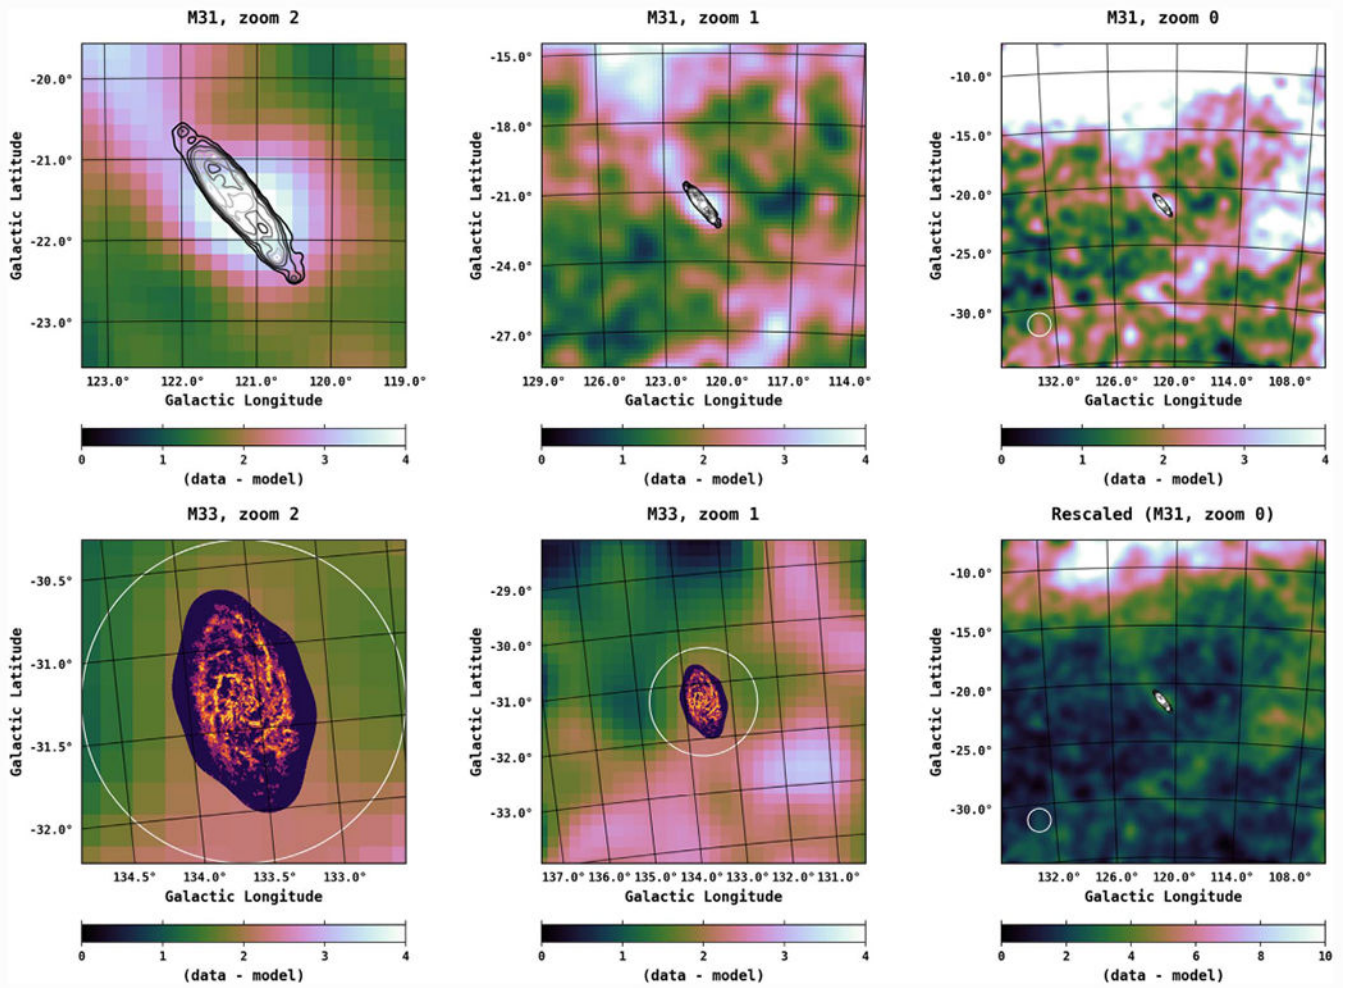 M31, zoom 2
M31, zoom 1
M31, zoom 0
-20.0°
-21.0°
-22.0°
-23.0°
Galactic Latitude
123.0° 122.0° 121.0° 120.0° 119.0°
Galactic Longitude
0 1 2 3 4
(data - model)
-15.0°
-18.0°
-21.0°
-24.0°
-27.0°
Galactic Latitude
129.0° 126.0° 123.0° 120.0° 117.0° 114.0°
Galactic Longitude
0 1 2 3 4
(data - model)
-10.0°
-15.0°
-20.0°
-25.0°
-30.0°
Galactic Latitude
132.0° 126.0° 120.0° 114.0° 108.0°
Galactic Longitude
0 1 2 3 4
(data - model)
M33, zoom 2
M33, zoom 1
Rescaled (M31, zoom 0)
-30.5°
-31.0°
-31.5°
-32.0°
Galactic Latitude
134.5° 134.0° 133.5° 133.0°
Galactic Longitude
0 1 2 3 4
(data - model)
-29.0°
-30.0°
-31.0°
-32.0°
-33.0°
Galactic Latitude
137.0° 136.0° 135.0° 134.0° 133.0° 132.0° 131.0°
Galactic Longitude
0 1 2 3 4
(data - model)
-10.0°
-15.0°
-20.0°
-25.0°
-30.0°
Galactic Latitude
132.0° 126.0° 120.0° 114.0° 108.0°
Galactic Longitude
0 2 4 6 8 10
(data - model)